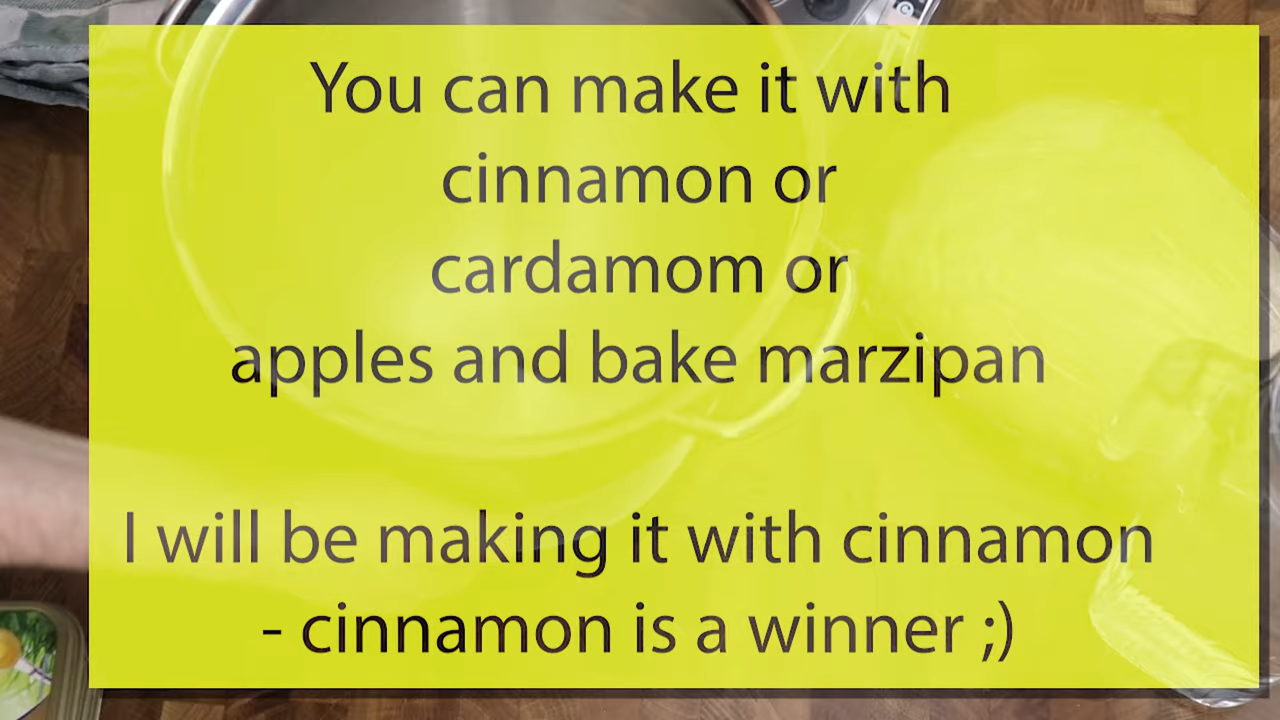 You can make it with
cinnamon or
cardamom or
apples and bake marzipan
I will be making it with cinnamon
- cinnamon is a winner ;)